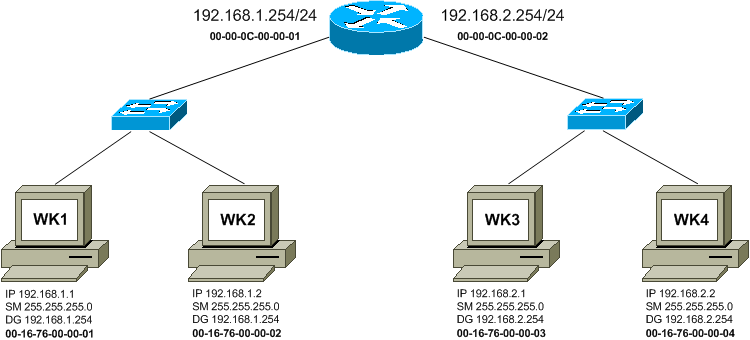 192.168.1.254/24
00-00-0C-00-00-01
192.168.2.254/24
00-00-0C-00-00-02
WK1
WK2
WK3
WK4
IP 192.168.1.1
SM 255.255.255.0
DG 192.168.1.254
00-16-76-00-00-01
IP 192.168.1.2
SM 255.255.255.0
DG 192.168.1.254
00-16-76-00-00-02
IP 192.168.2.1
SM 255.255.255.0
DG 192.168.2.254
00-16-76-00-00-03
IP 192.168.2.2
SM 255.255.255.0
DG 192.168.2.254
00-16-76-00-00-04